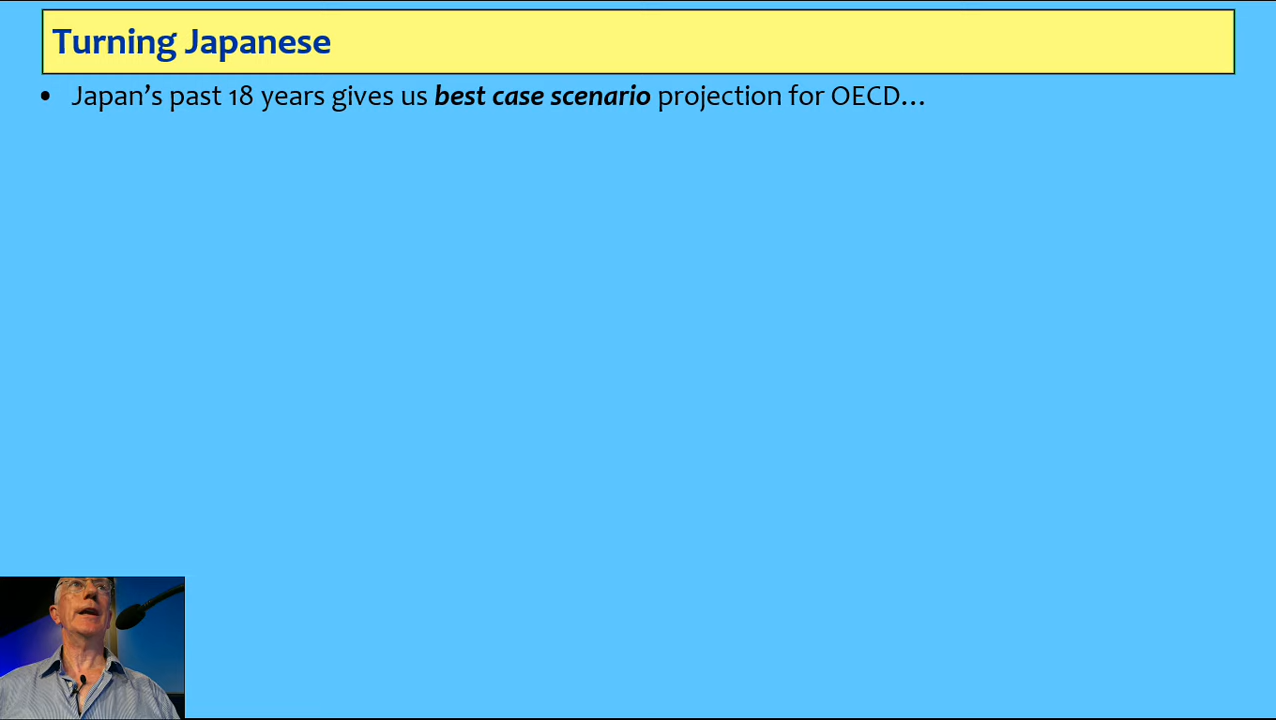 Turning Japanese
• Japan’s past 18 years gives us best case scenario projection for OECD…